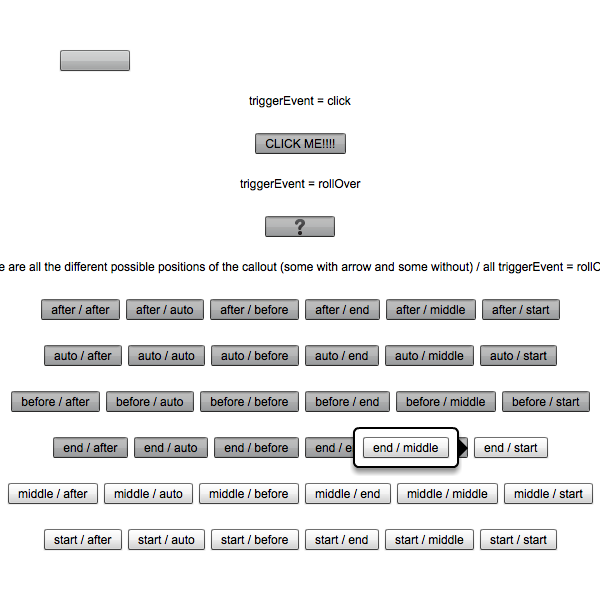 triggerEvent = click
CLICK ME!!!!
triggerEvent = rollOver
?
are all the different possible positions of the callout (some with arrow and some without) / all triggerEvent =
after / after after / auto after / before after / end after / middle after / start
auto / after auto / auto auto / before auto / end auto / middle auto / start
before / after before / auto before / before before / end before / middle before / start
end / after end / auto end / before end / end / middle end / start
middle / after middle / auto middle / before middle / end middle / middle middle / start
start / after start / auto start / before start / end start / middle start / start